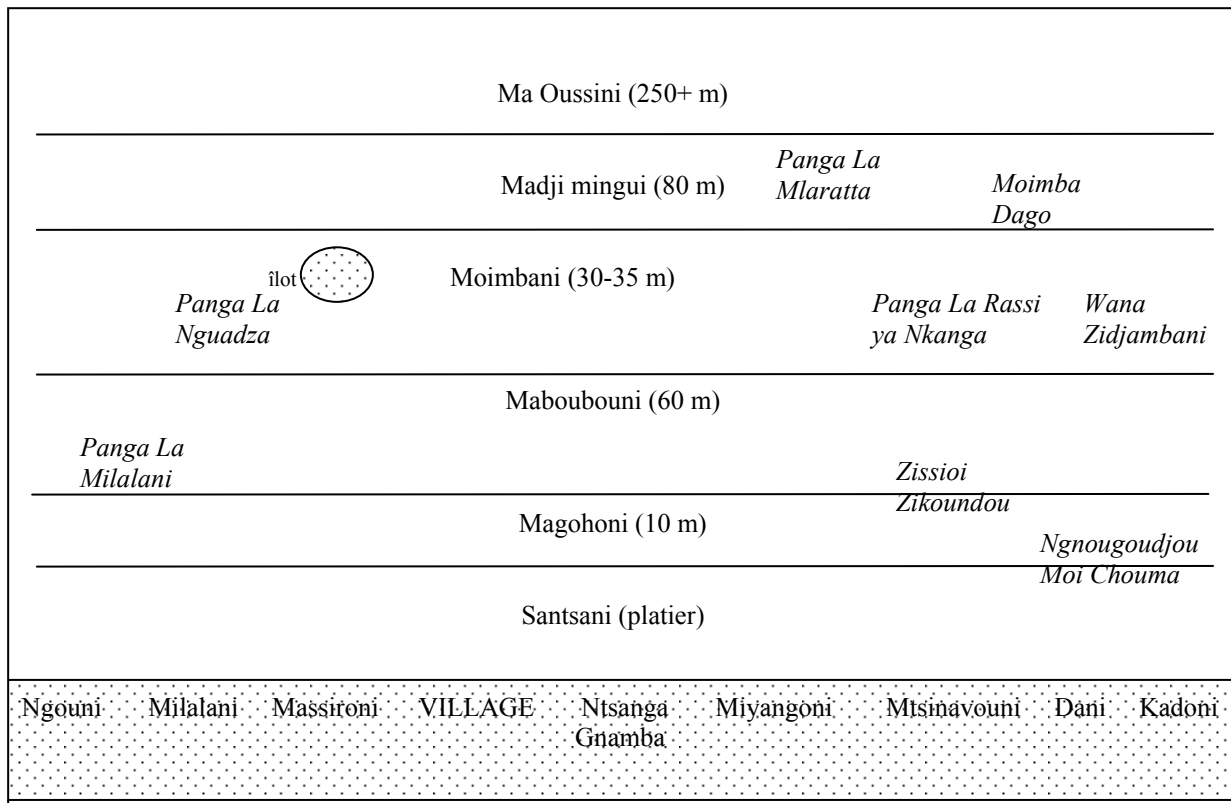 Ma Oussini (250+ m)
Madji mingui (80 m)
Panga La
Mlaratta
Moimba
Dago
îlot
Moimbani (30-35 m)
Panga La
Nguadza
Panga La Rassi
ya Nkanga
Wana
Zidjambani
Maboubouni (60 m)
Panga La
Milalani
Zissioi
Zikoundou
Magohoni (10 m)
Ngnougoudjou
Moi Chouma
Santsani (platier)
Ngouni Milalani Massironi VILLAGE Ntsanga Miyangoni Mtsinavouni Dani Kadoni
Gnamba